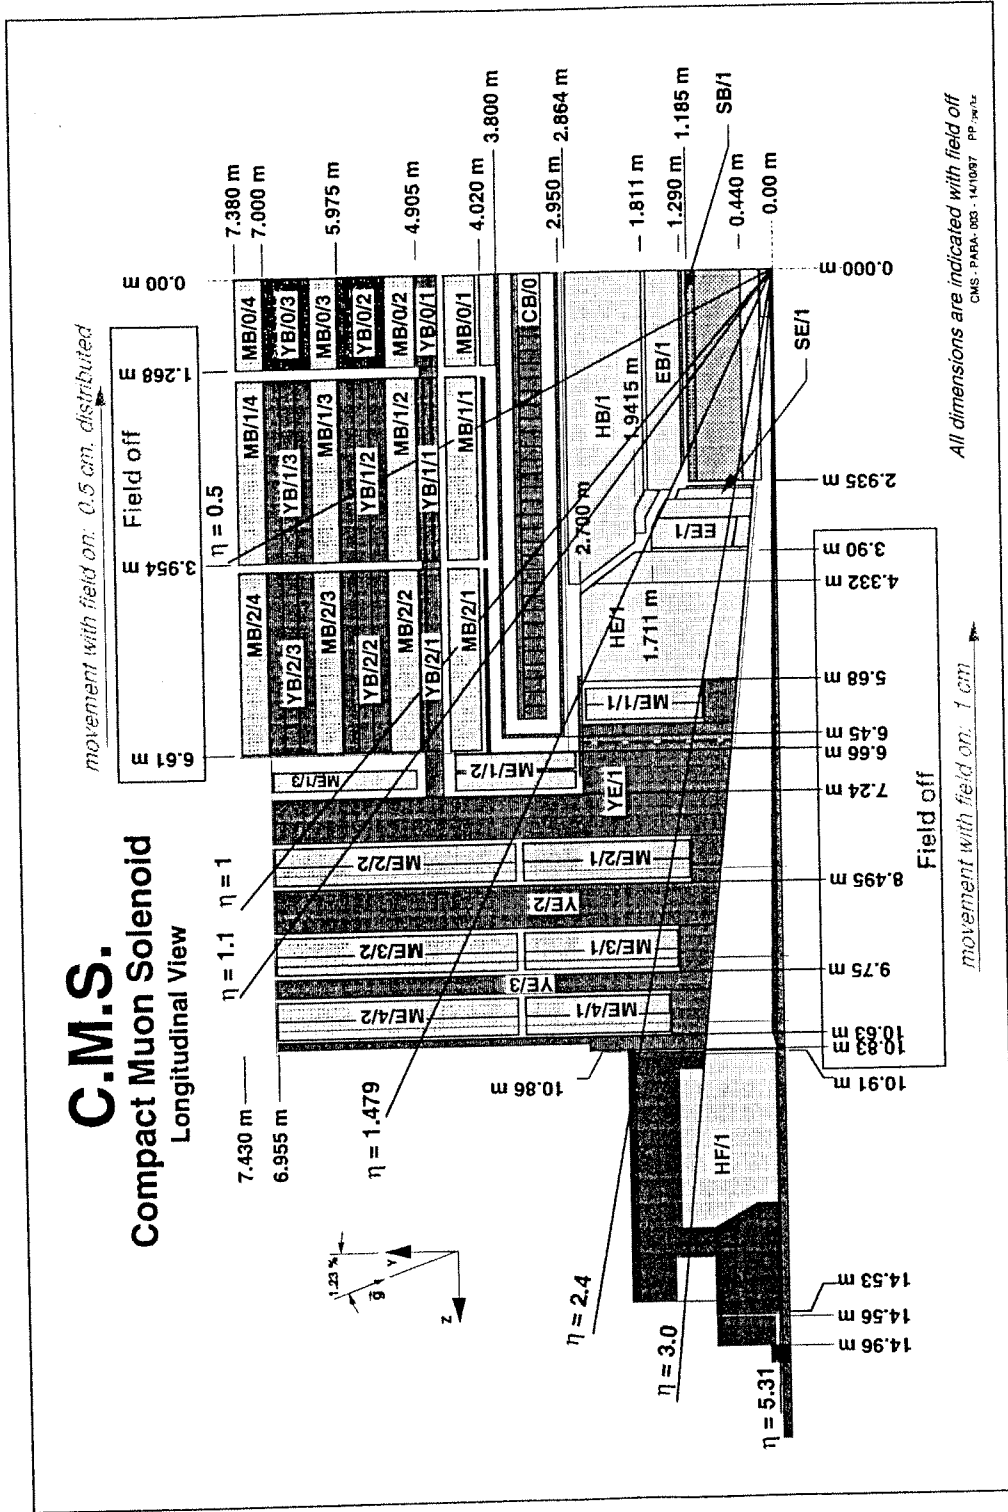 C.M.S.
Compact Muon Solenoid
Longitudinal View
movement with field on: 0.5 cm. distributed
Field off
6.61 m
3.954 m
1.268 m
0.00 m
η = 0.5
η = 1
η = 1.1
η = 1.479
η = 2.4
η = 3.0
η = 5.31
7.430 m
6.955 m
7.380 m
7.000 m
5.975 m
4.905 m
4.020 m
3.800 m
2.950 m
2.864 m
1.811 m
1.290 m
1.185 m
0.440 m
0.00 m
SB/1
SE/1
MB/2/4
MB/1/4
MB/0/4
YB/2/3
YB/1/3
YB/0/3
MB/2/3
MB/1/3
MB/0/3
YB/2/2
YB/1/2
YB/0/2
MB/2/2
MB/1/2
MB/0/2
YB/2/1
YB/1/1
YB/0/1
MB/2/1
MB/1/1
MB/0/1
CB/0
HB/1
2.700 m
1.9415 m
EB/1
EE/1
HE/1
1.711 m
ME/1/3
ME/1/2
ME/1/1
YE/1
ME/2/2
ME/2/1
YE/2
ME/3/2
ME/3/1
YE/3
ME/4/2
ME/4/1
10.86 m
HF/1
1.23 %
g
Y
Z
14.96 m
14.56 m
14.53 m
10.91 m
10.83 m
10.63 m
9.75 m
8.495 m
7.24 m
6.66 m
6.45 m
5.68 m
4.332 m
3.90 m
2.935 m
0.000 m
Field off
movement with field on: 1 cm
All dimensions are indicated with field off
CMS - PARA- 003 - 14/10/97